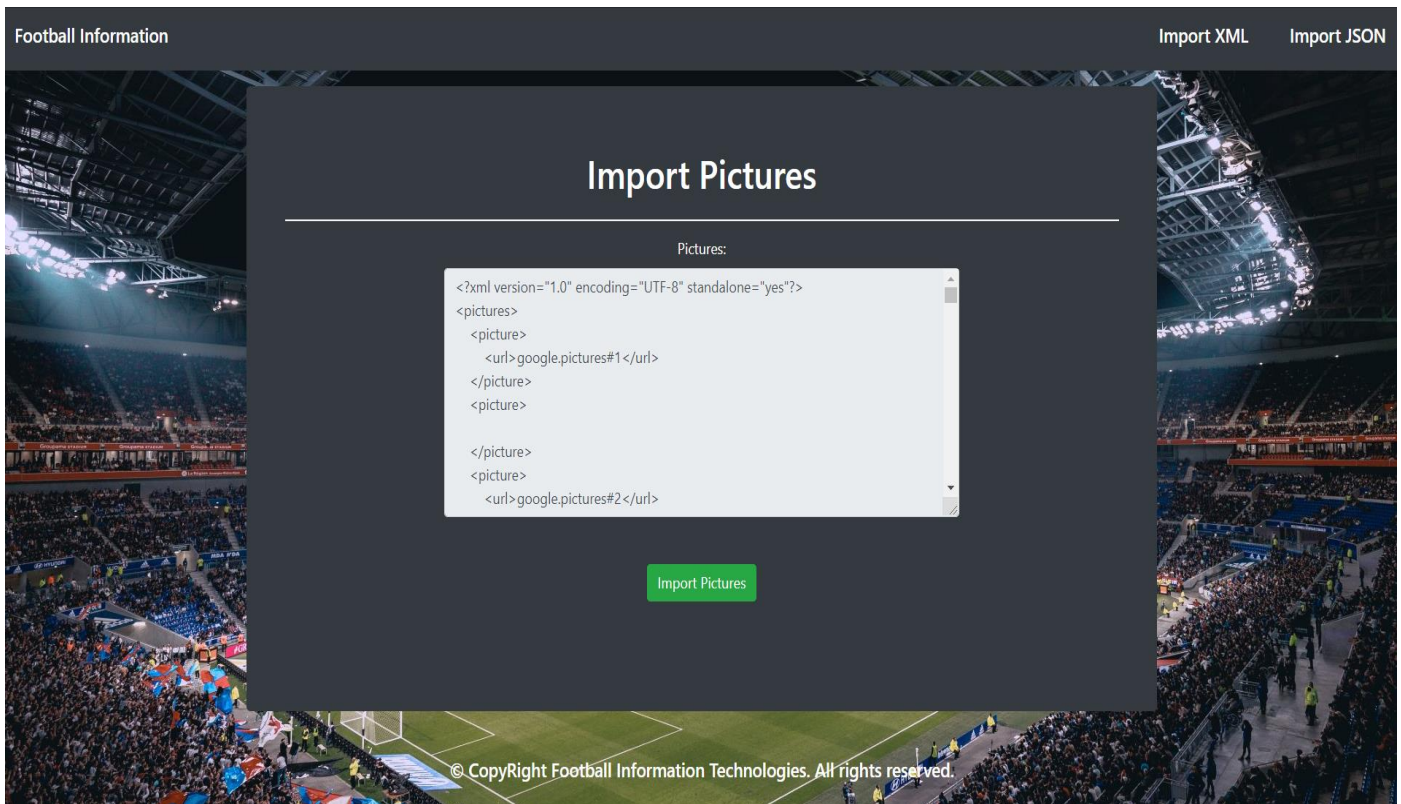 Football Information
Import XML
Import JSON
Import Pictures
Pictures:
<?xml version="1.0" encoding="UTF-8" standalone="yes"?>
<pictures>
<picture>
<url>google.pictures#1</url>
</picture>
<picture>
</picture>
<picture>
<url>google.pictures#2</url>
Import Pictures
© CopyRight Football Information Technologies. All rights reserved.